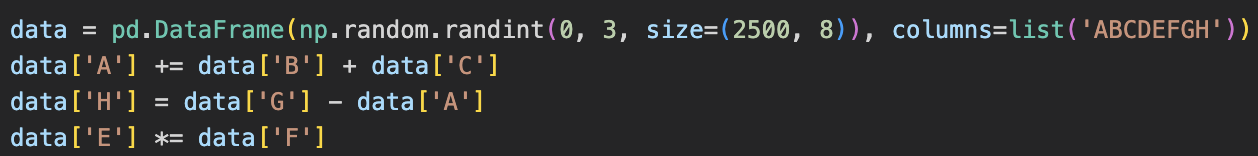 data = pd.DataFrame(np.random.randint(0, 3, size=(2500, 8)), columns=list('ABCDEFGH'))
data['A'] += data['B'] + data['C']
data['H'] = data['G'] - data['A']
data['E'] *= data['F']